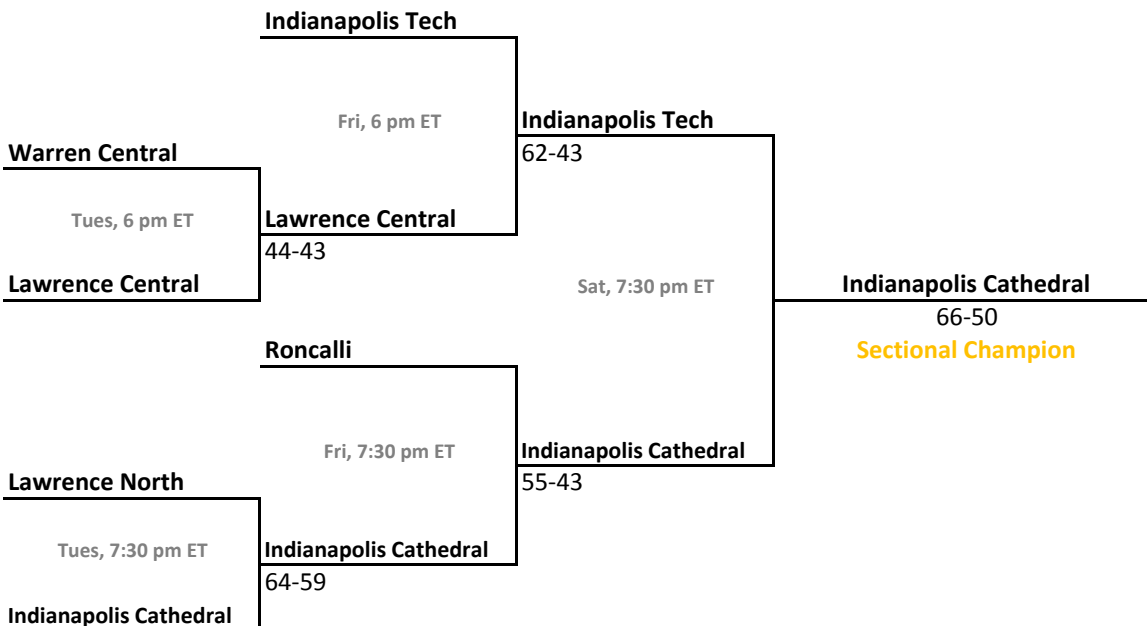 Indianapolis Tech
Fri, 6 pm ET
Indianapolis Tech
62-43
Warren Central
Tues, 6 pm ET
Lawrence Central
44-43
Lawrence Central
Sat, 7:30 pm ET
Indianapolis Cathedral
66-50
Sectional Champion
Roncalli
Fri, 7:30 pm ET
Indianapolis Cathedral
55-43
Lawrence North
Tues, 7:30 pm ET
Indianapolis Cathedral
64-59
Indianapolis Cathedral